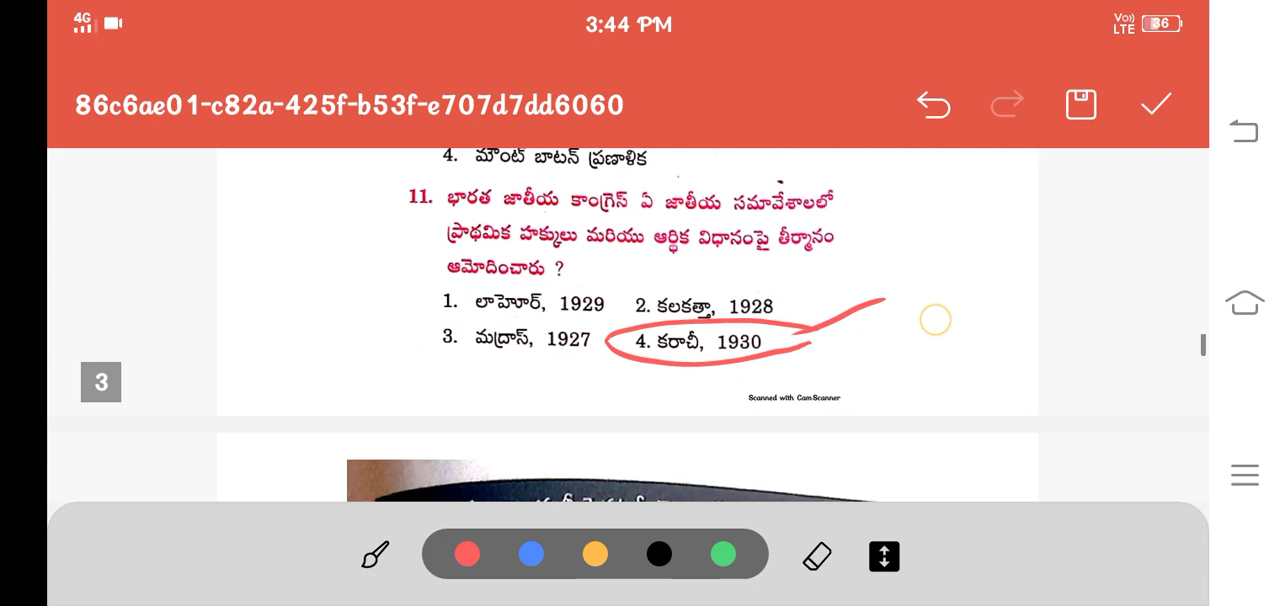 4G
3:44 PM
Vo))
LTE
36
86c6ae01-c82a-425f-b53f-e707d7dd6060
4. మౌంట్ బాటన్ ప్రణాళిక
11. భారత జాతీయ కాంగ్రెస్ ఏ జాతీయ సమావేశాలలో
ప్రాథమిక హక్కులు మరియు ఆర్థిక విధానంపై తీర్మానం
ఆమోదించారు ?
1. లాహోర్, 1929 2. కలకత్తా, 1928
3. మద్రాస్, 1927 4. కరాచీ, 1930
3
Scanned with CamScanner